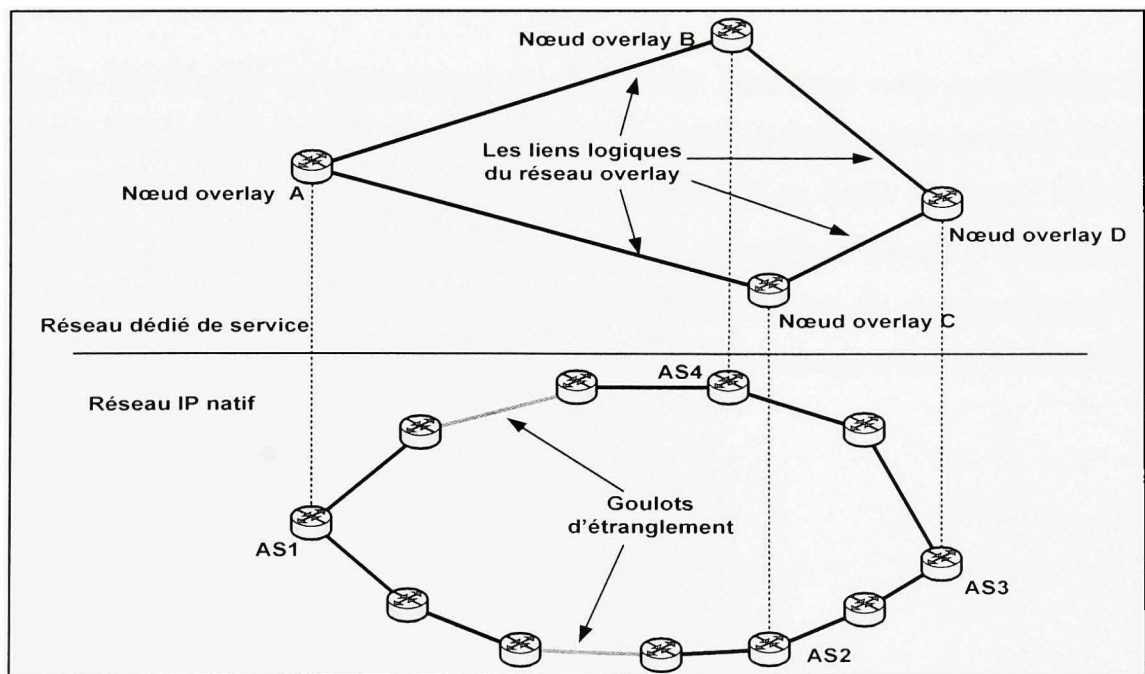 Nœud overlay B
Les liens logiques
du réseau overlay
Nœud overlay A
Nœud overlay D
Nœud overlay C
Réseau dédié de service
AS4
Réseau IP natif
Goulots
d'étranglement
AS1
AS3
AS2